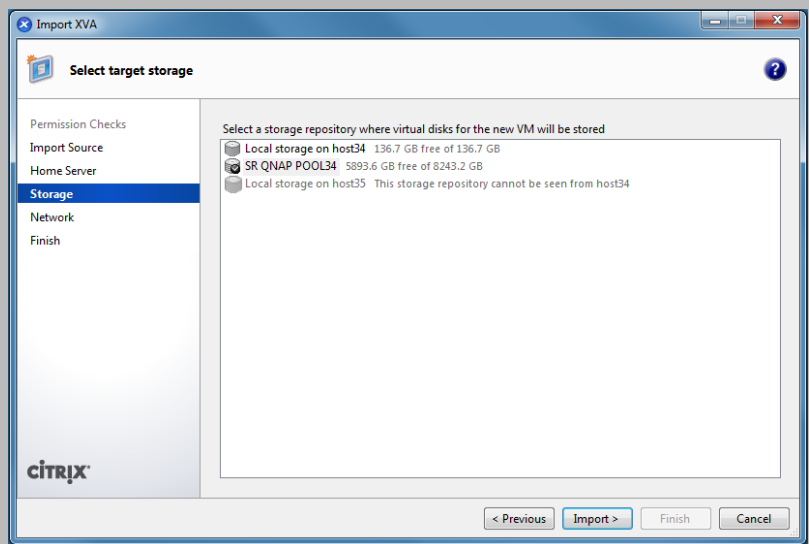 Import XVA
Select target storage
?
Permission Checks
Import Source
Home Server
Storage
Network
Finish
Select a storage repository where virtual disks for the new VM will be stored
Local storage on host34 136.7 GB free of 136.7 GB
SR QNAP POOL34 5893.6 GB free of 8243.2 GB
Local storage on host35 This storage repository cannot be seen from host34
CITRIX
< Previous Import > Finish Cancel